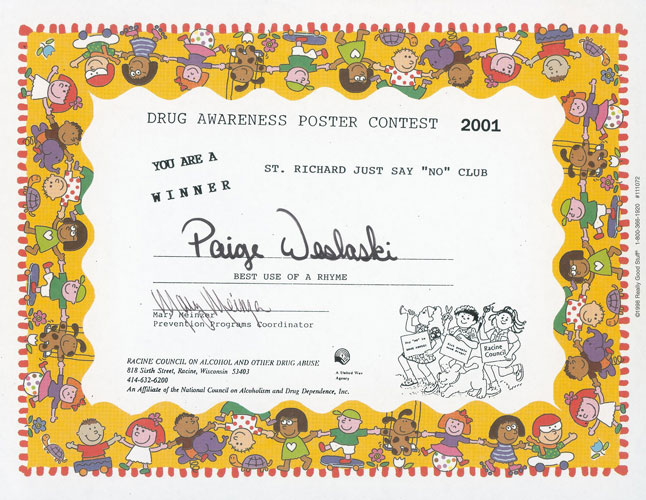 DRUG AWARENESS POSTER CONTEST 2001
YOU ARE A
WINNER
ST. RICHARD JUST SAY "NO" CLUB
Paige Weslaski
BEST USE OF A RHYME
Mary Meinzer
Mary Meinzer
Prevention Programs Coordinator
RACINE COUNCIL ON ALCOHOL AND OTHER DRUG ABUSE
818 Sixth Street, Racine, Wisconsin 53403
414-632-6200
An Affiliate of the National Council on Alcoholism and Drug Dependence, Inc.
A United Way
Agency
Racine
Council
©1998 Really Good Stuff® 1-800-366-1920 #111072